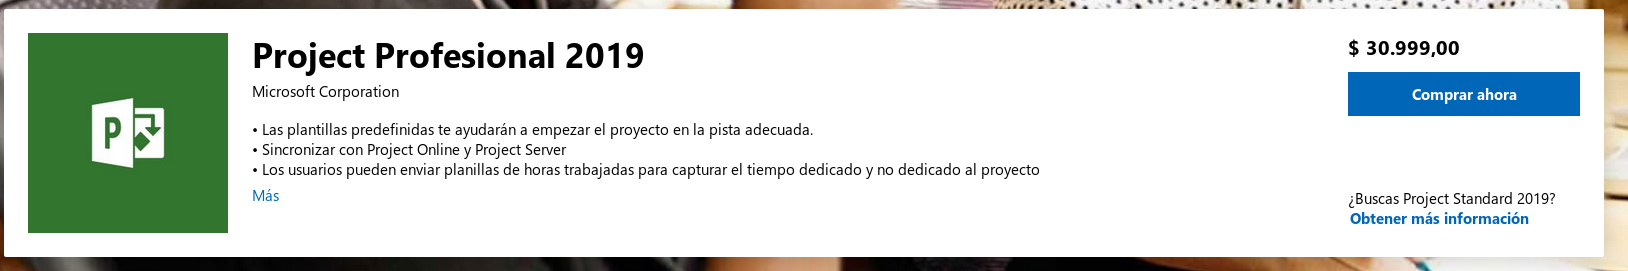 Project Profesional 2019
Microsoft Corporation
• Las plantillas predefinidas te ayudarán a empezar el proyecto en la pista adecuada.
• Sincronizar con Project Online y Project Server
• Los usuarios pueden enviar planillas de horas trabajadas para capturar el tiempo dedicado y no dedicado al proyecto
Más
$ 30.999,00
Comprar ahora
¿Buscas Project Standard 2019?
Obtener más información
P